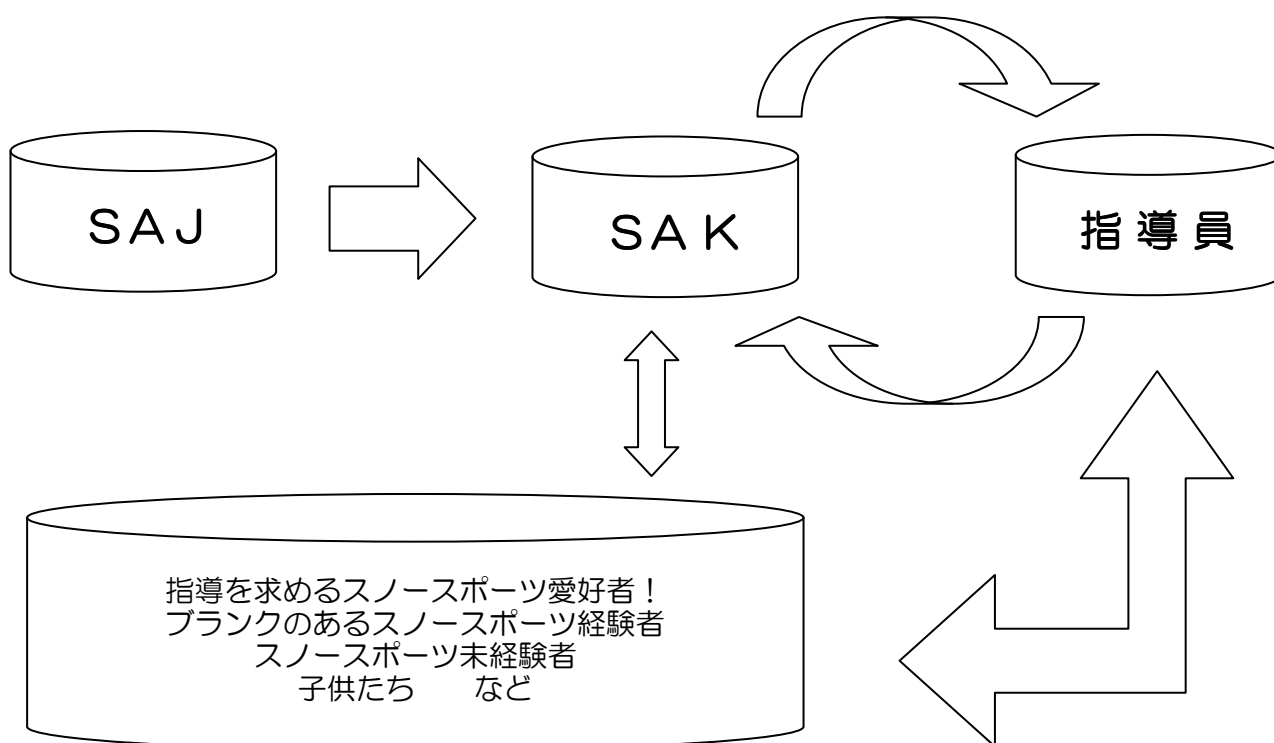 SAJ
SAK
指導員
指導を求めるスノースポーツ愛好者！
ブランクのあるスノースポーツ経験者
スノースポーツ未経験者
子供たち　　など